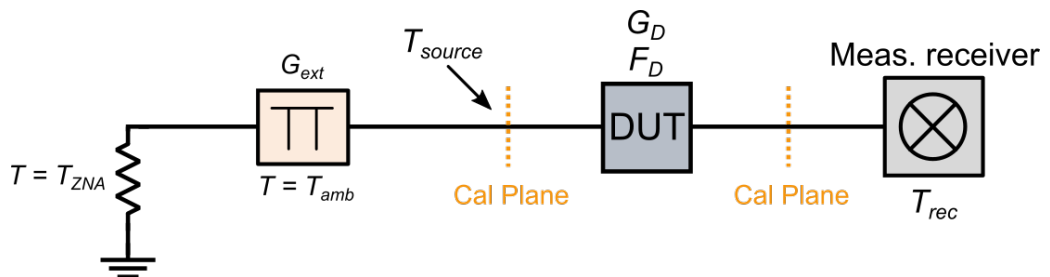 T = T_ZNA
G_ext
T = T_amb
T_source
Cal Plane
G_D
F_D
DUT
Cal Plane
Meas. receiver
T_rec